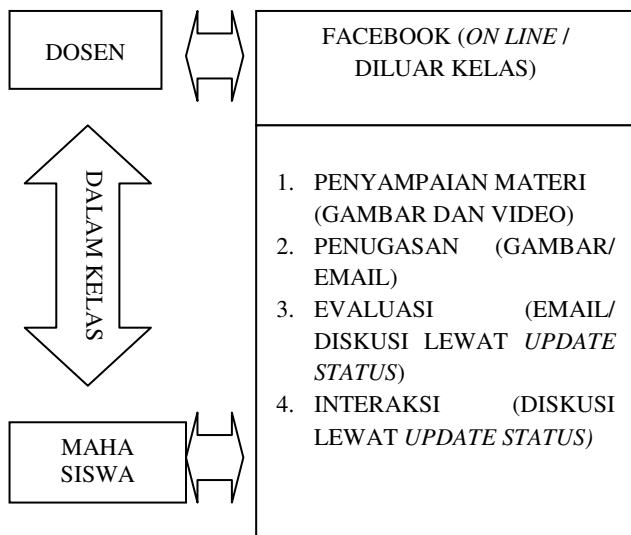 DOSEN
FACEBOOK (ON LINE /
DILUAR KELAS)
DALAM KELAS
1. PENYAMPAIAN MATERI
(GAMBAR DAN VIDEO)
2. PENUGASAN (GAMBAR/
EMAIL)
3. EVALUASI (EMAIL/
DISKUSI LEWAT UPDATE
STATUS)
4. INTERAKSI (DISKUSI
LEWAT UPDATE STATUS)
MAHA
SISWA